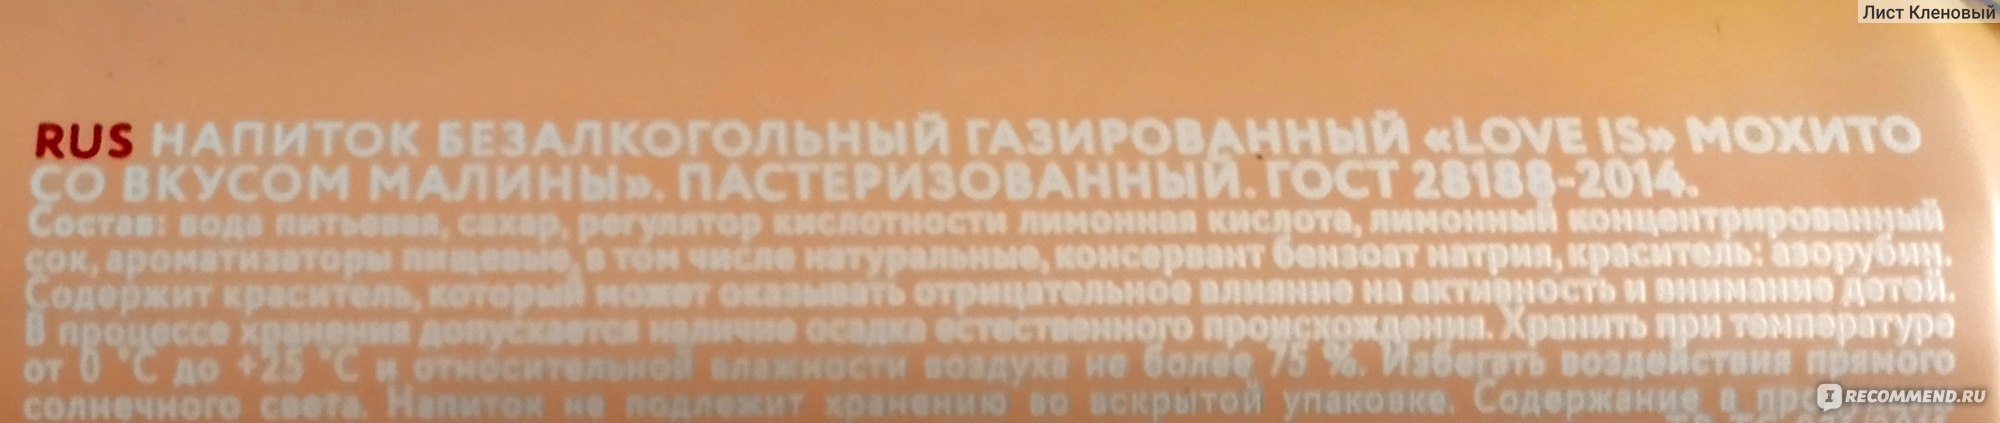 Лист Кленовый
RUS НАПИТОК БЕЗАЛКОГОЛЬНЫЙ ГАЗИРОВАННЫЙ «LOVE IS» МОХИТО
СО ВКУСОМ МАЛИНЫ». ПАСТЕРИЗОВАННЫЙ. ГОСТ 28188-2014.
Состав: вода питьевая, сахар, регулятор кислотности лимонная кислота, лимонный концентрированный
сок, ароматизаторы пищевые, в том числе натуральные, консервант бензоат натрия, краситель: азорубин.
Содержит краситель, который может оказывать отрицательное влияние на активность и внимание детей.
В процессе хранения допускается наличие осадка естественного происхождения. Хранить при температуре
от 0 °С до +25 °С и относительной влажности воздуха не более 75 %. Избегать воздействия прямого
солнечного света. Напиток не подлежит хранению во вскрытой упаковке. Содержание в
IRECOMMEND.RU